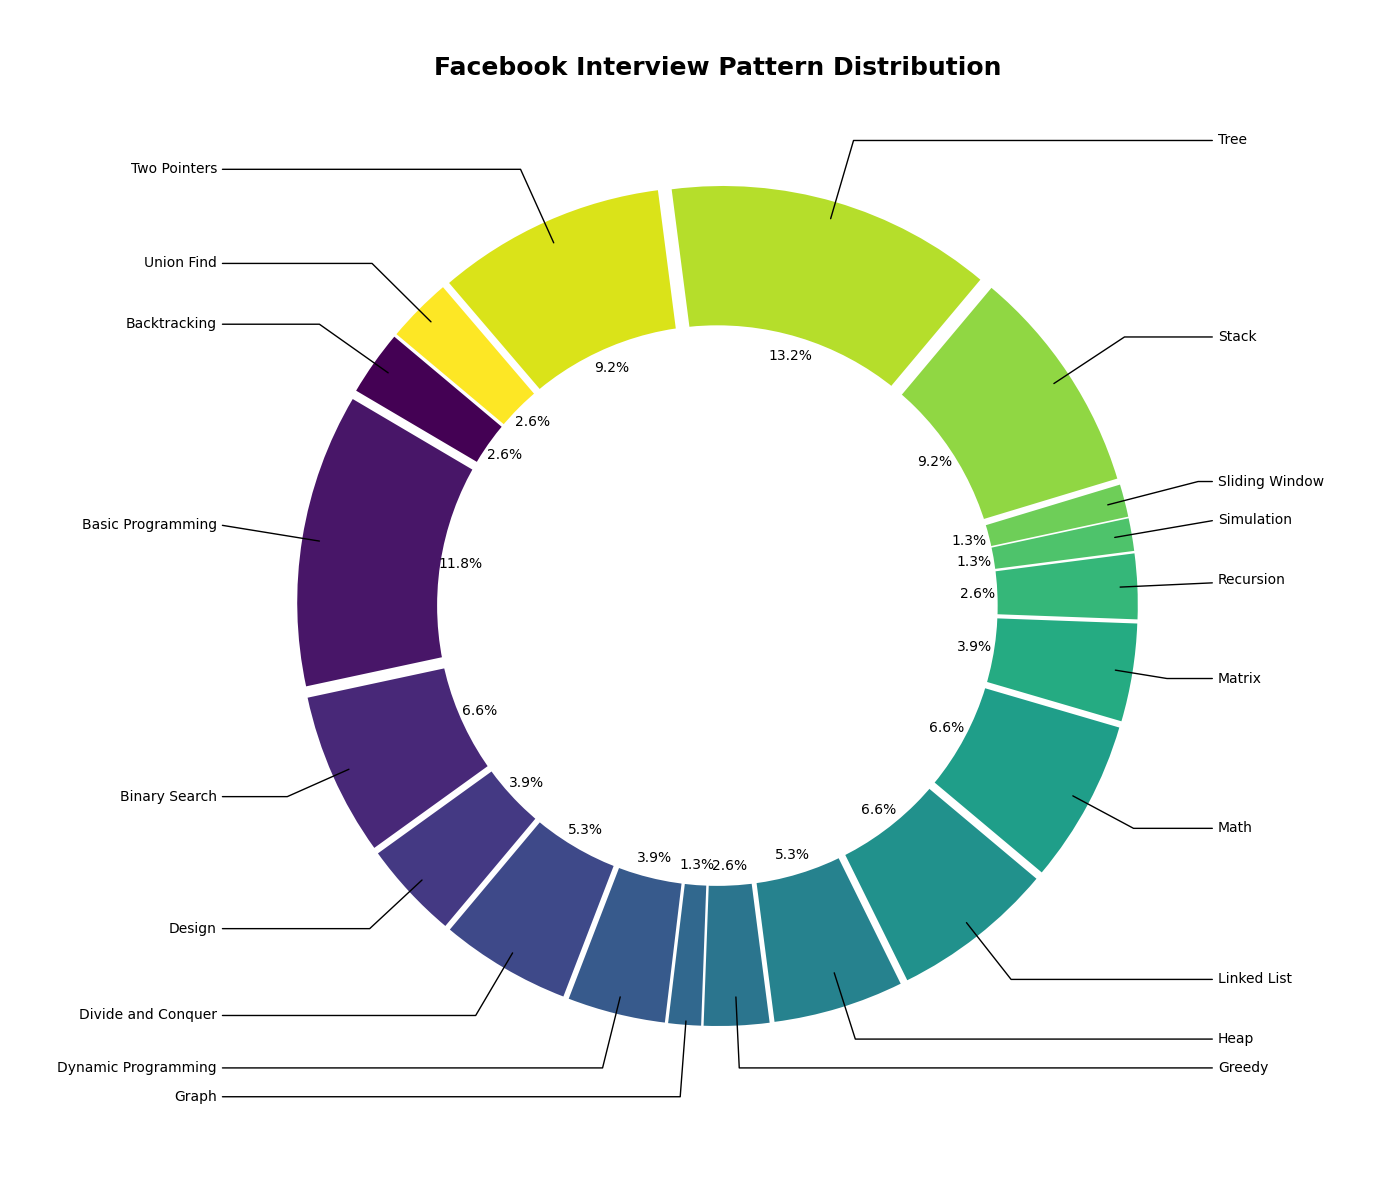 Facebook Interview Pattern Distribution
Tree
Two Pointers
Union Find
Backtracking
Stack
13.2%
9.2%
2.6%
2.6%
9.2%
Sliding Window
Simulation
Basic Programming
1.3%
1.3%
11.8%
Recursion
2.6%
3.9%
Matrix
6.6%
6.6%
Binary Search
3.9%
6.6%
Math
5.3%
3.9%
1.3%
2.6%
5.3%
Design
Linked List
Divide and Conquer
Heap
Dynamic Programming
Greedy
Graph